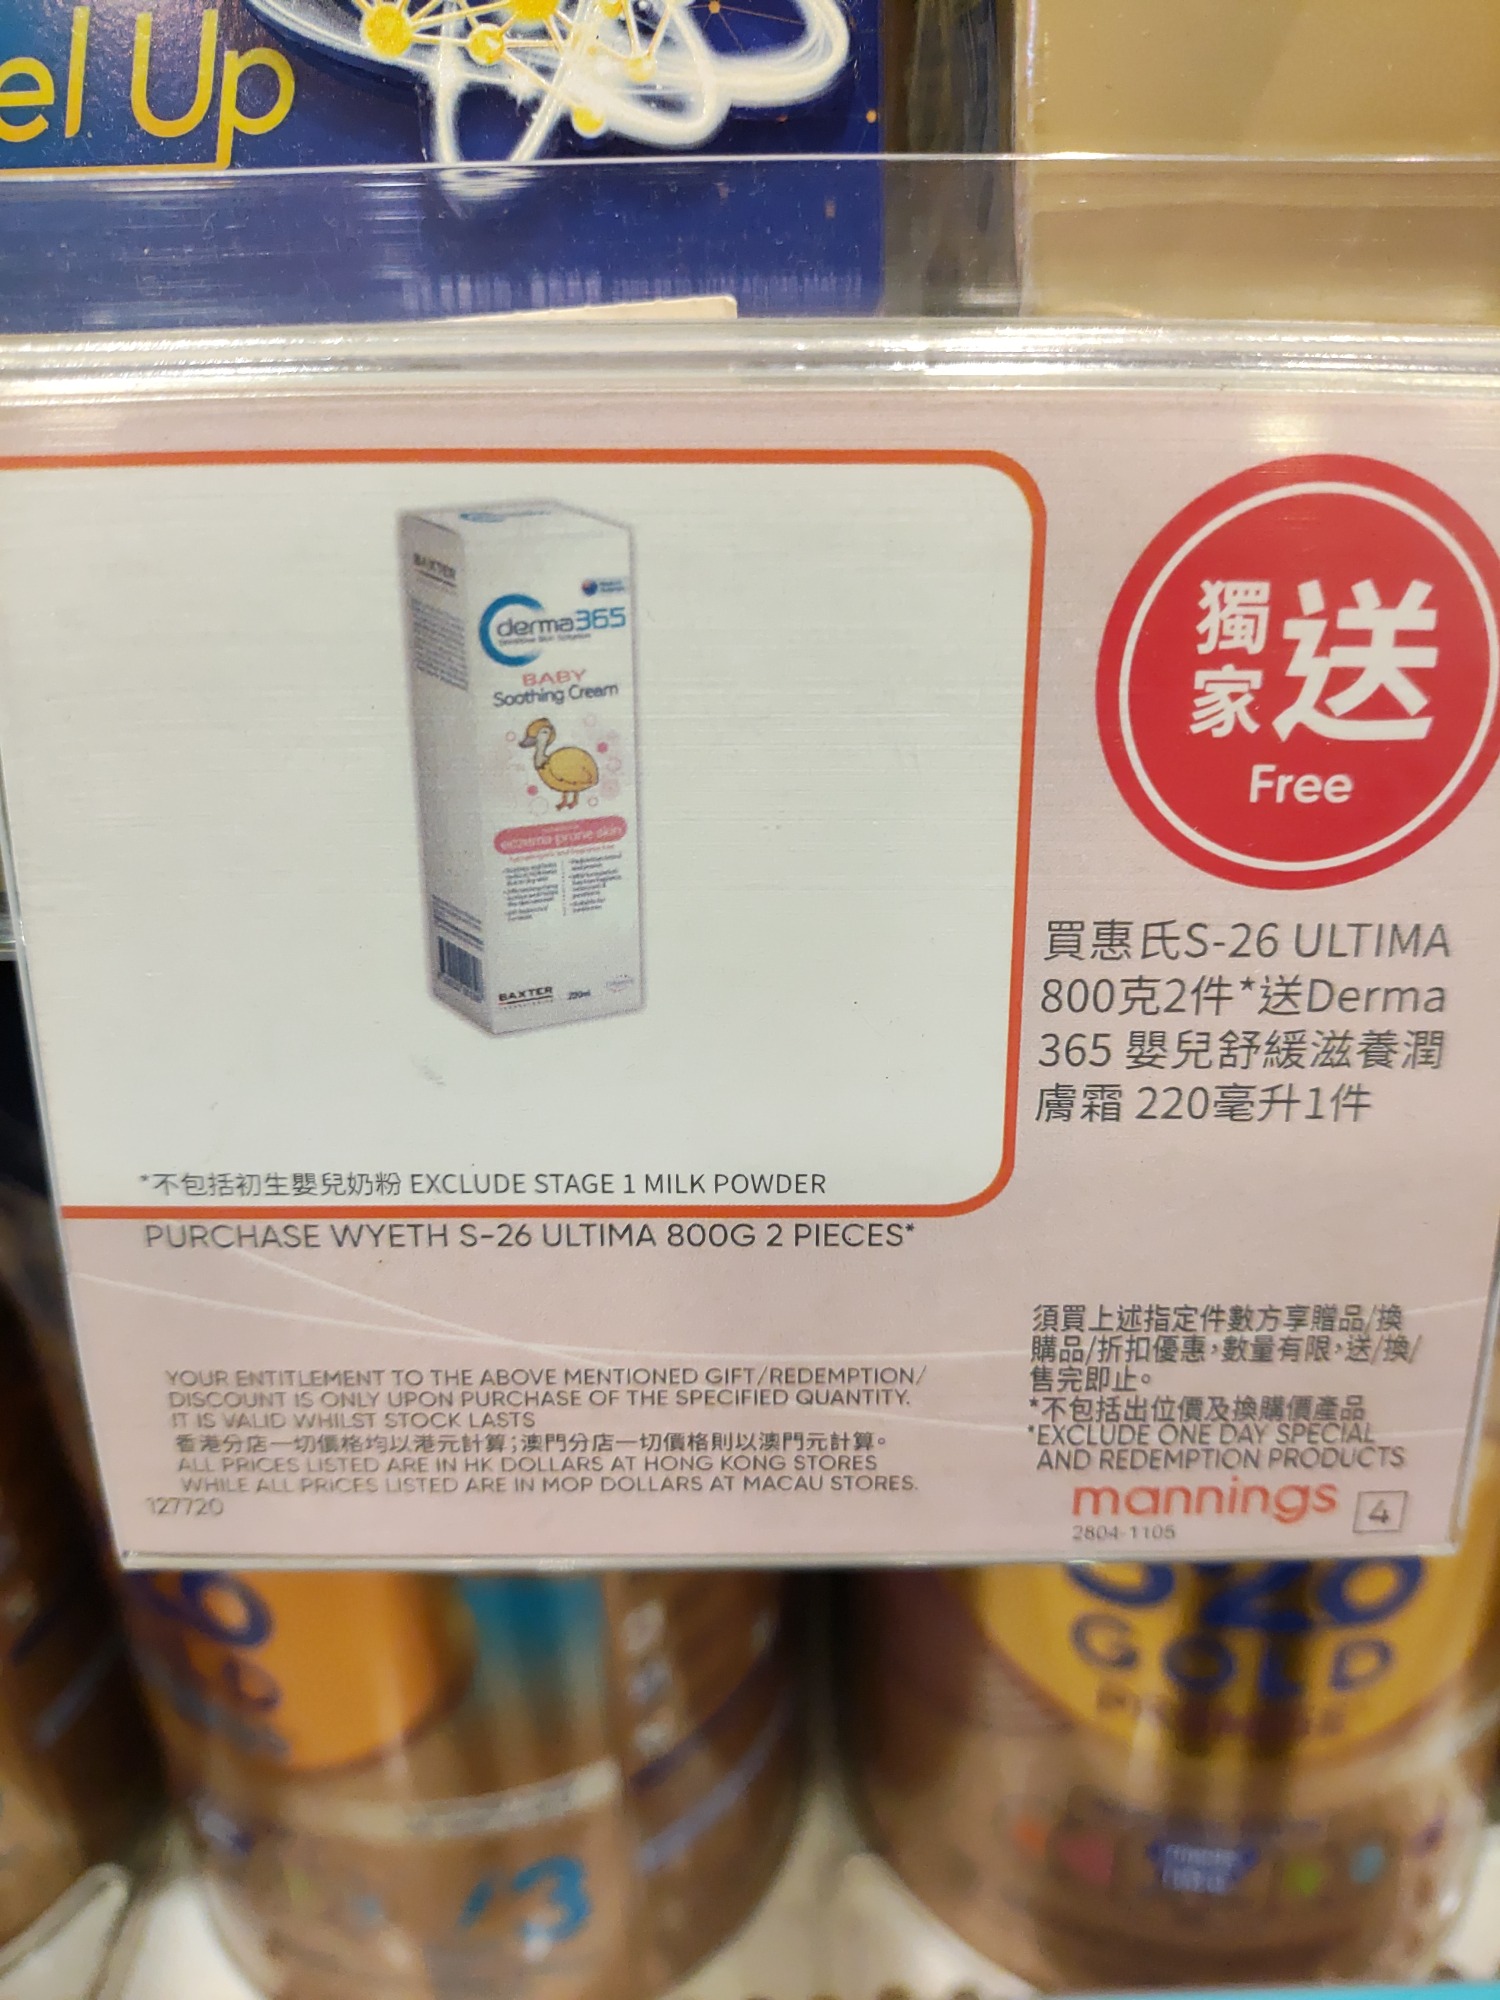 el Up
BAXTER
derma365
BABY
Soothing Cream
eczema prone skin
BAXTER
220ml
獨家送
Free
買惠氏S-26 ULTIMA
800克2件*送Derma
365 嬰兒舒緩滋養潤
膚霜 220毫升1件
*不包括初生嬰兒奶粉 EXCLUDE STAGE 1 MILK POWDER
PURCHASE WYETH S-26 ULTIMA 800G 2 PIECES*
YOUR ENTITLEMENT TO THE ABOVE MENTIONED GIFT/REDEMPTION/
DISCOUNT IS ONLY UPON PURCHASE OF THE SPECIFIED QUANTITY.
IT IS VALID WHILST STOCK LASTS
香港分店一切價格均以港元計算;澳門分店一切價格則以澳門元計算。
ALL PRICES LISTED ARE IN HK DOLLARS AT HONG KONG STORES
WHILE ALL PRICES LISTED ARE IN MOP DOLLARS AT MACAU STORES.
127720
須買上述指定件數方享贈品/換
購品/折扣優惠,數量有限,送/換/
售完即止。
*不包括出位價及換購價產品
*EXCLUDE ONE DAY SPECIAL
AND REDEMPTION PRODUCTS
mannings 4
2804-1105
GOLD
3